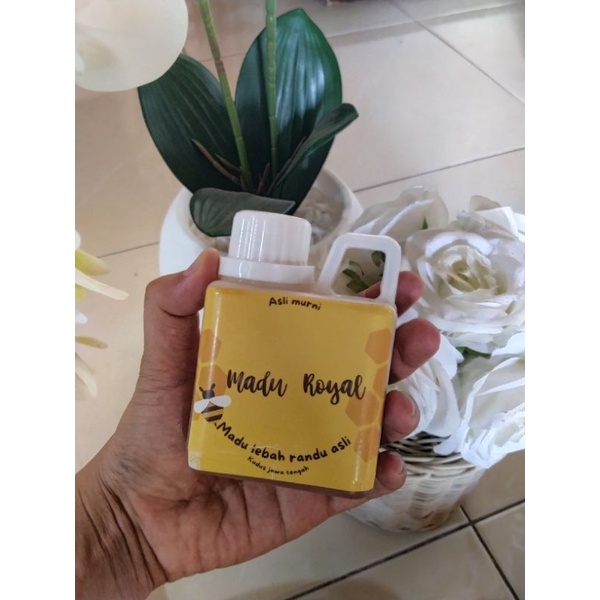 Asli murni
Madu Royal
Madu lebah randu asli
Kudus jawa tengah